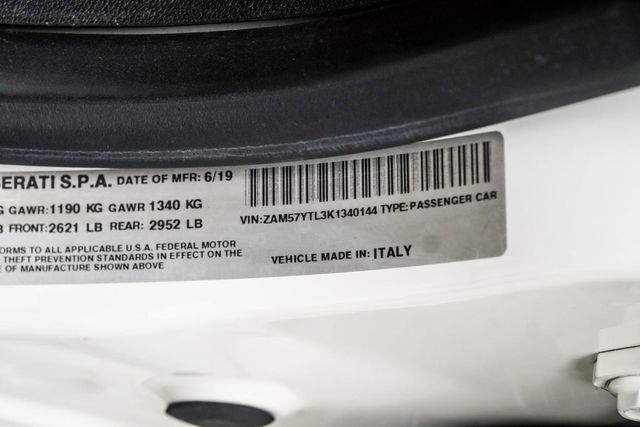 ERATI S.P.A. DATE OF MFR: 6/19
G GAWR: 1190 KG GAWR 1340 KG
B FRONT: 2621 LB REAR: 2952 LB
VIN:ZAM57YTL3K1340144 TYPE: PASSENGER CAR
ORMS TO ALL APPLICABLE U.S.A. FEDERAL MOTOR
THEFT PREVENTION STANDARDS IN EFFECT ON THE
E OF MANUFACTURE SHOWN ABOVE
VEHICLE MADE IN: ITALY